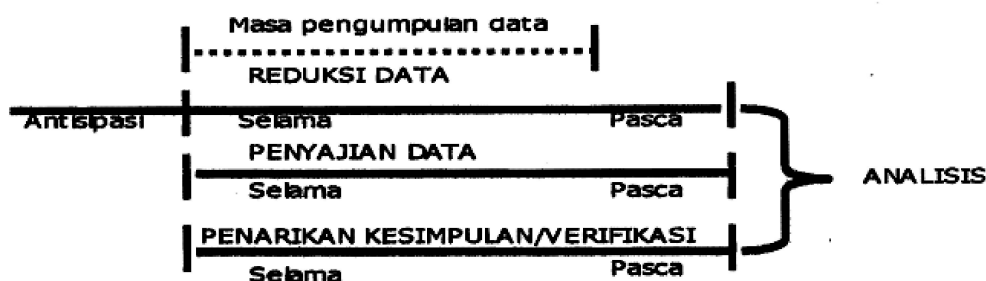 Masa pengumpulan data
REDUKSI DATA
Antisipasi Selama Pasca
PENYAJIAN DATA
Selama Pasca
ANALISIS
PENARIKAN KESIMPULAN/VERIFIKASI
Selama Pasca